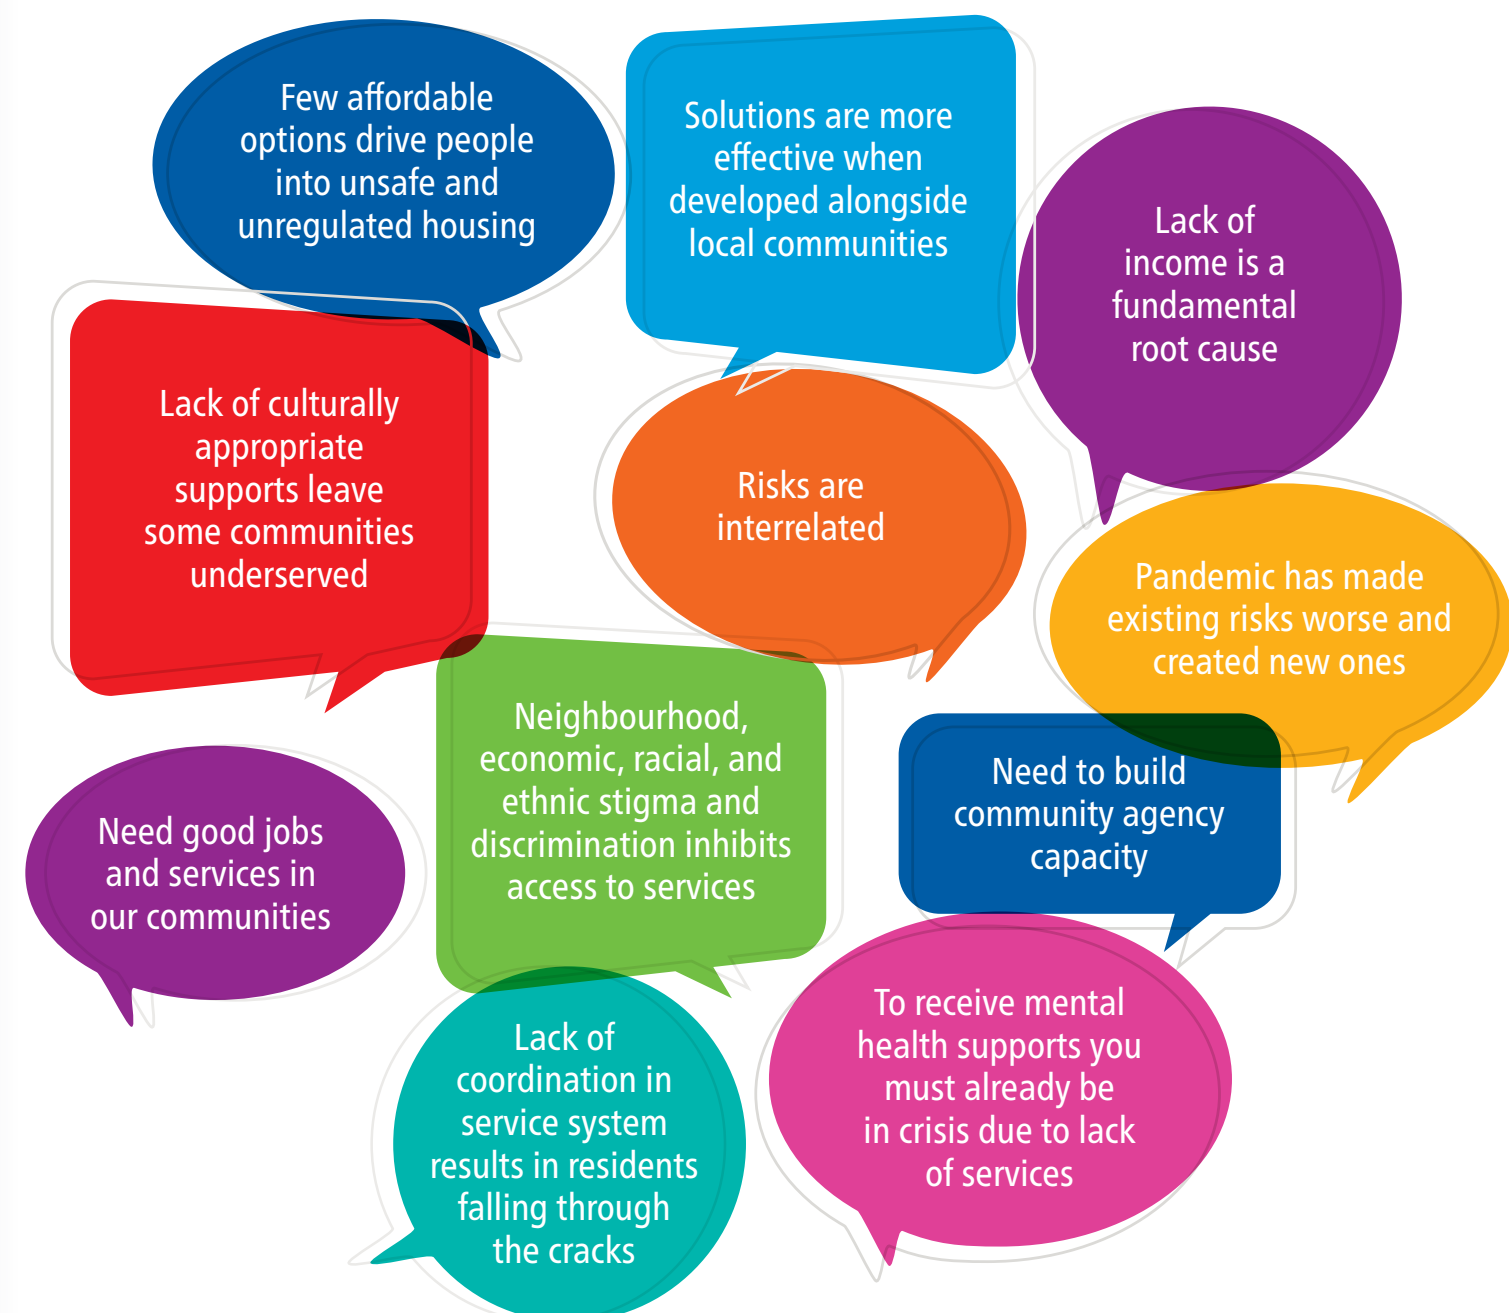 Few affordable
options drive people
into unsafe and
unregulated housing
Solutions are more
effective when
developed alongside
local communities
Lack of
income is a
fundamental
root cause
Lack of culturally
appropriate
supports leave
some communities
underserved
Risks are
interrelated
Pandemic has made
existing risks worse and
created new ones
Neighbourhood,
economic, racial, and
ethnic stigma and
discrimination inhibits
access to services
Need to build
community agency
capacity
Need good jobs
and services in
our communities
Lack of
coordination in
service system
results in residents
falling through
the cracks
To receive mental
health supports you
must already be
in crisis due to lack
of services